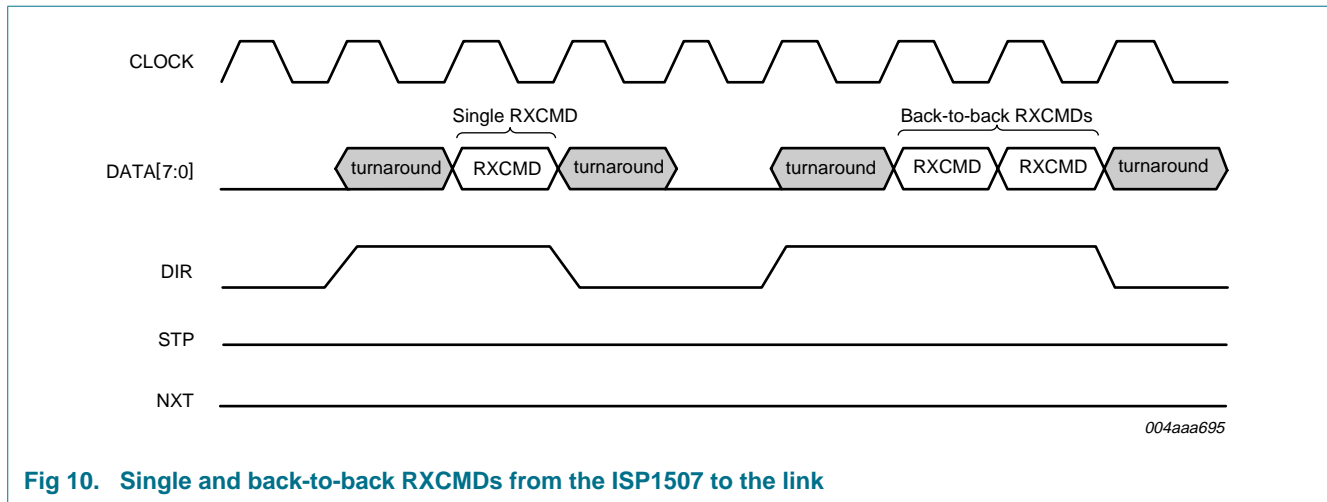 CLOCK
Single RXCMD
Back-to-back RXCMDs
DATA[7:0]
turnaround RXCMD turnaround turnaround RXCMD RXCMD turnaround
DIR
STP
NXT
004aaa695
Fig 10. Single and back-to-back RXCMDs from the ISP1507 to the link